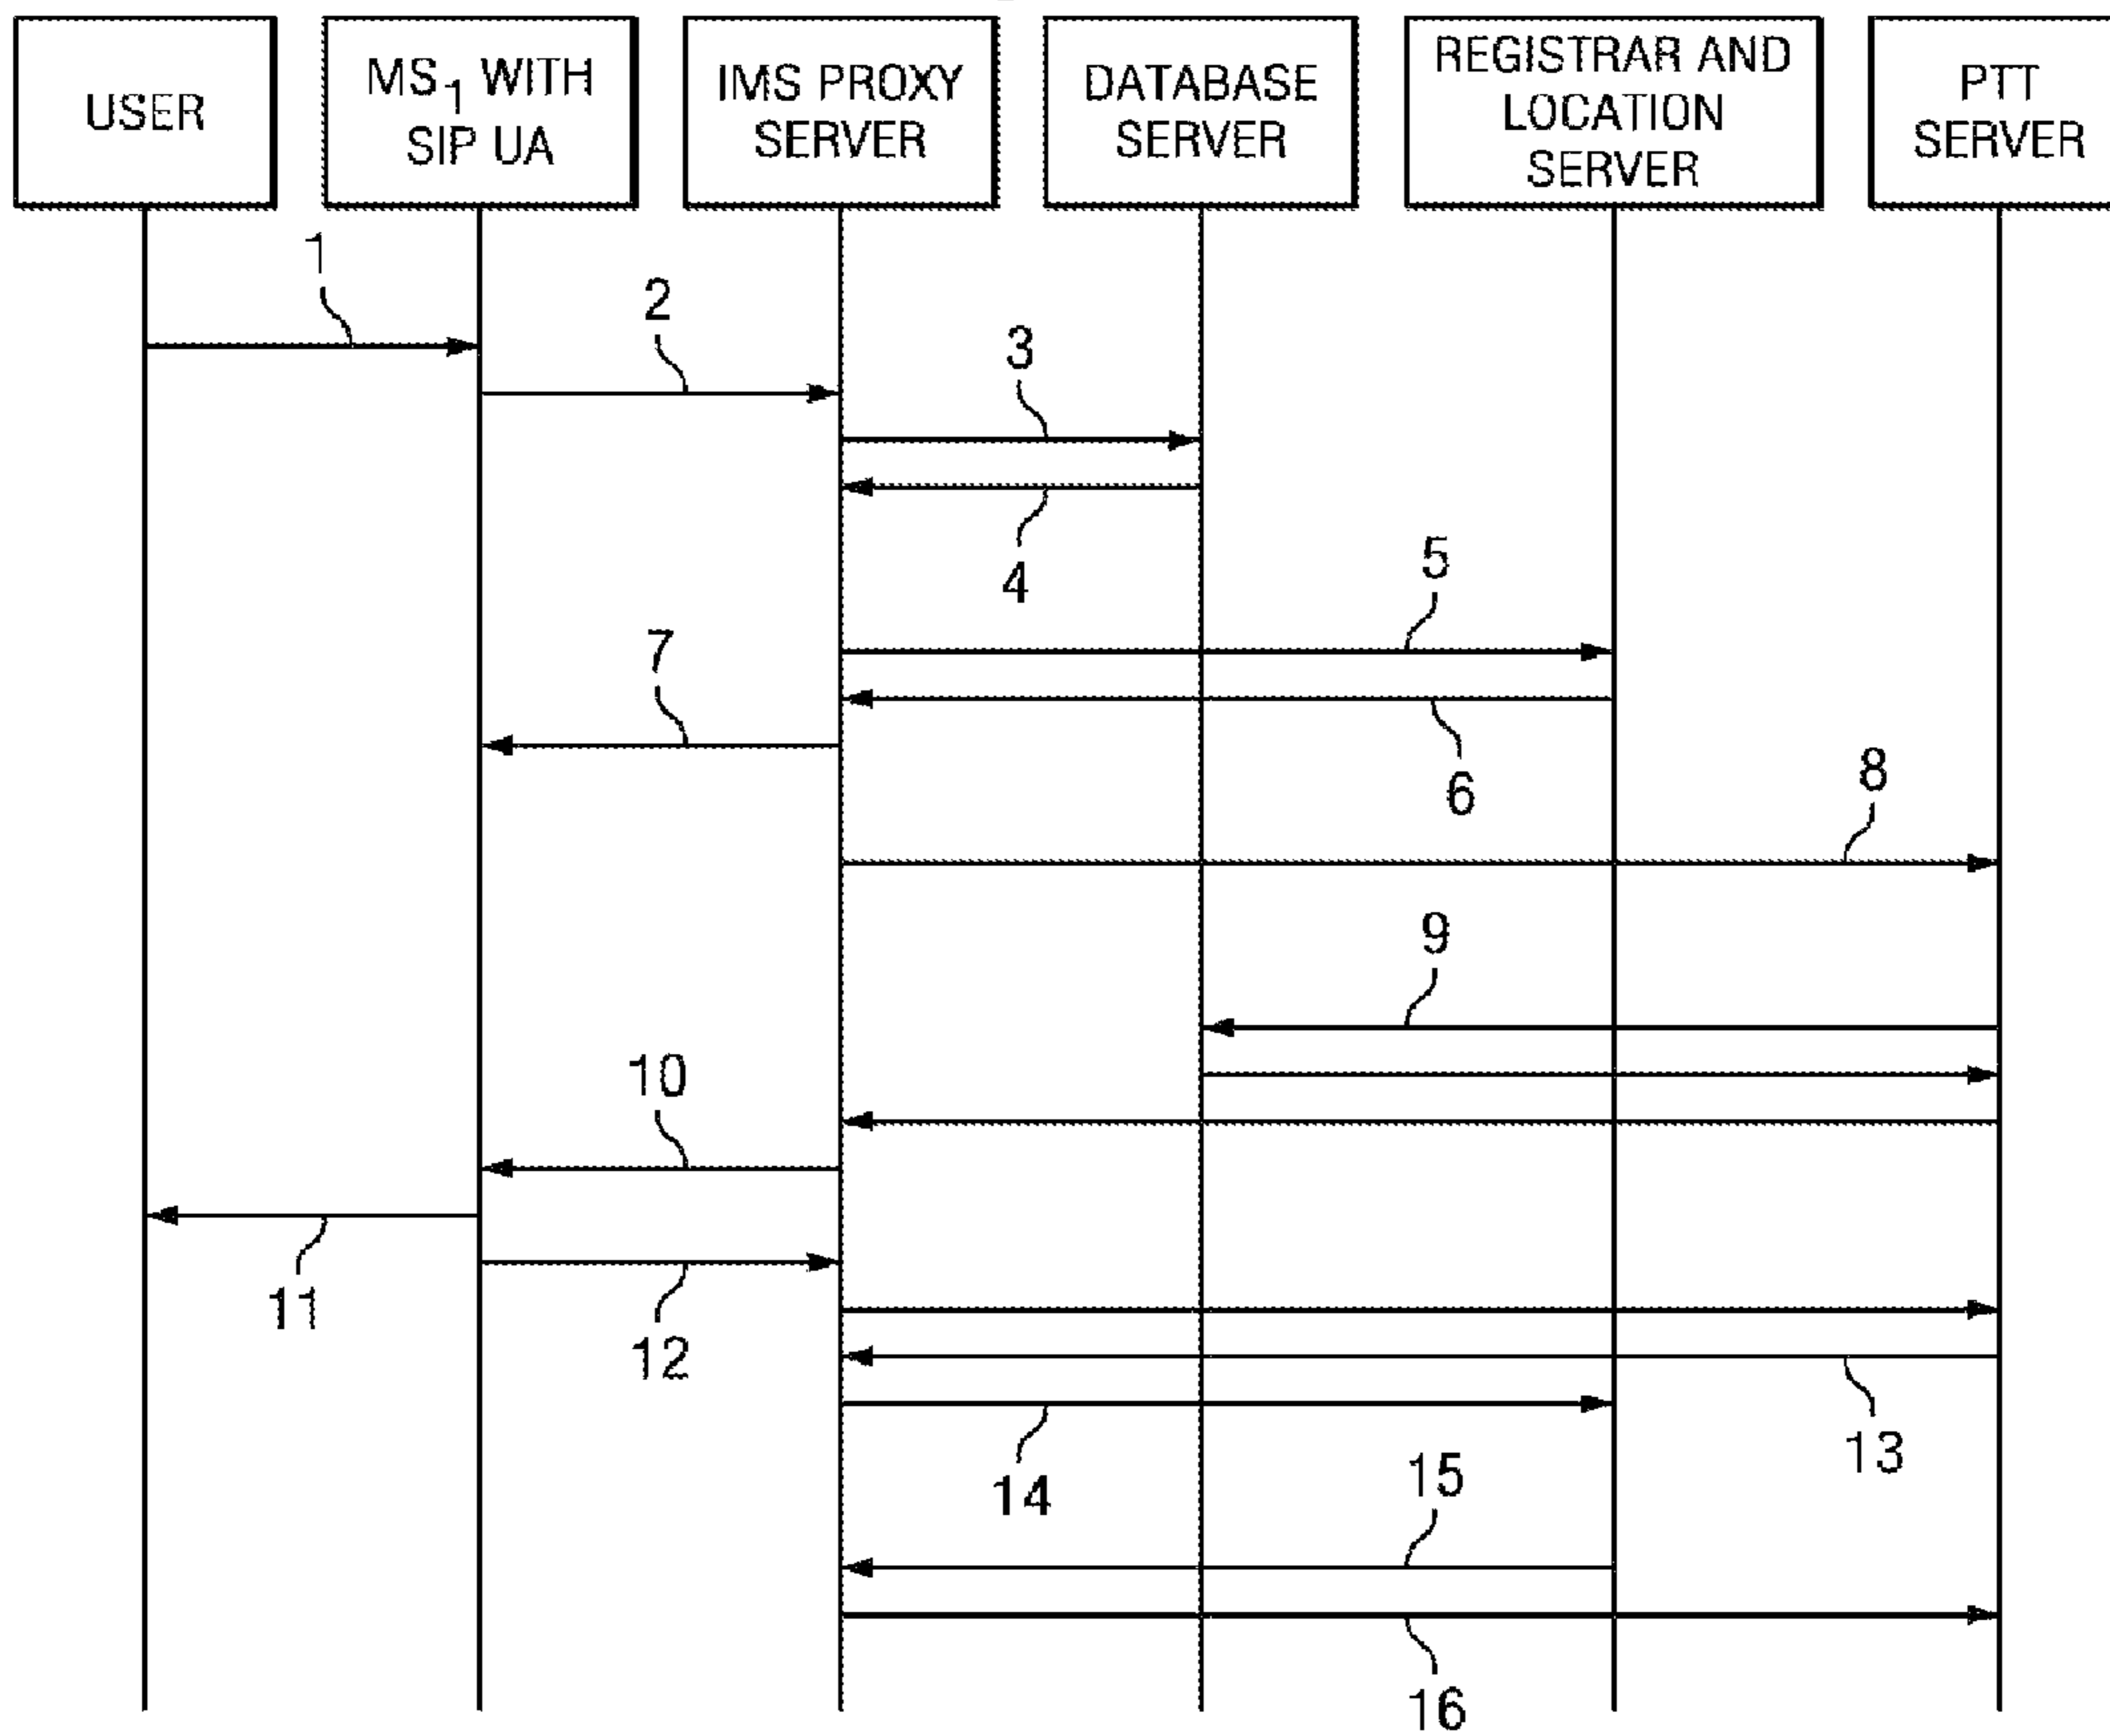 USER
MS1 WITH
SIP UA
IMS PROXY
SERVER
DATABASE
SERVER
REGISTRAR AND
LOCATION
SERVER
PTT
SERVER
1
2
3
4
5
7
6
8
9
10
11
12
13
14
15
16